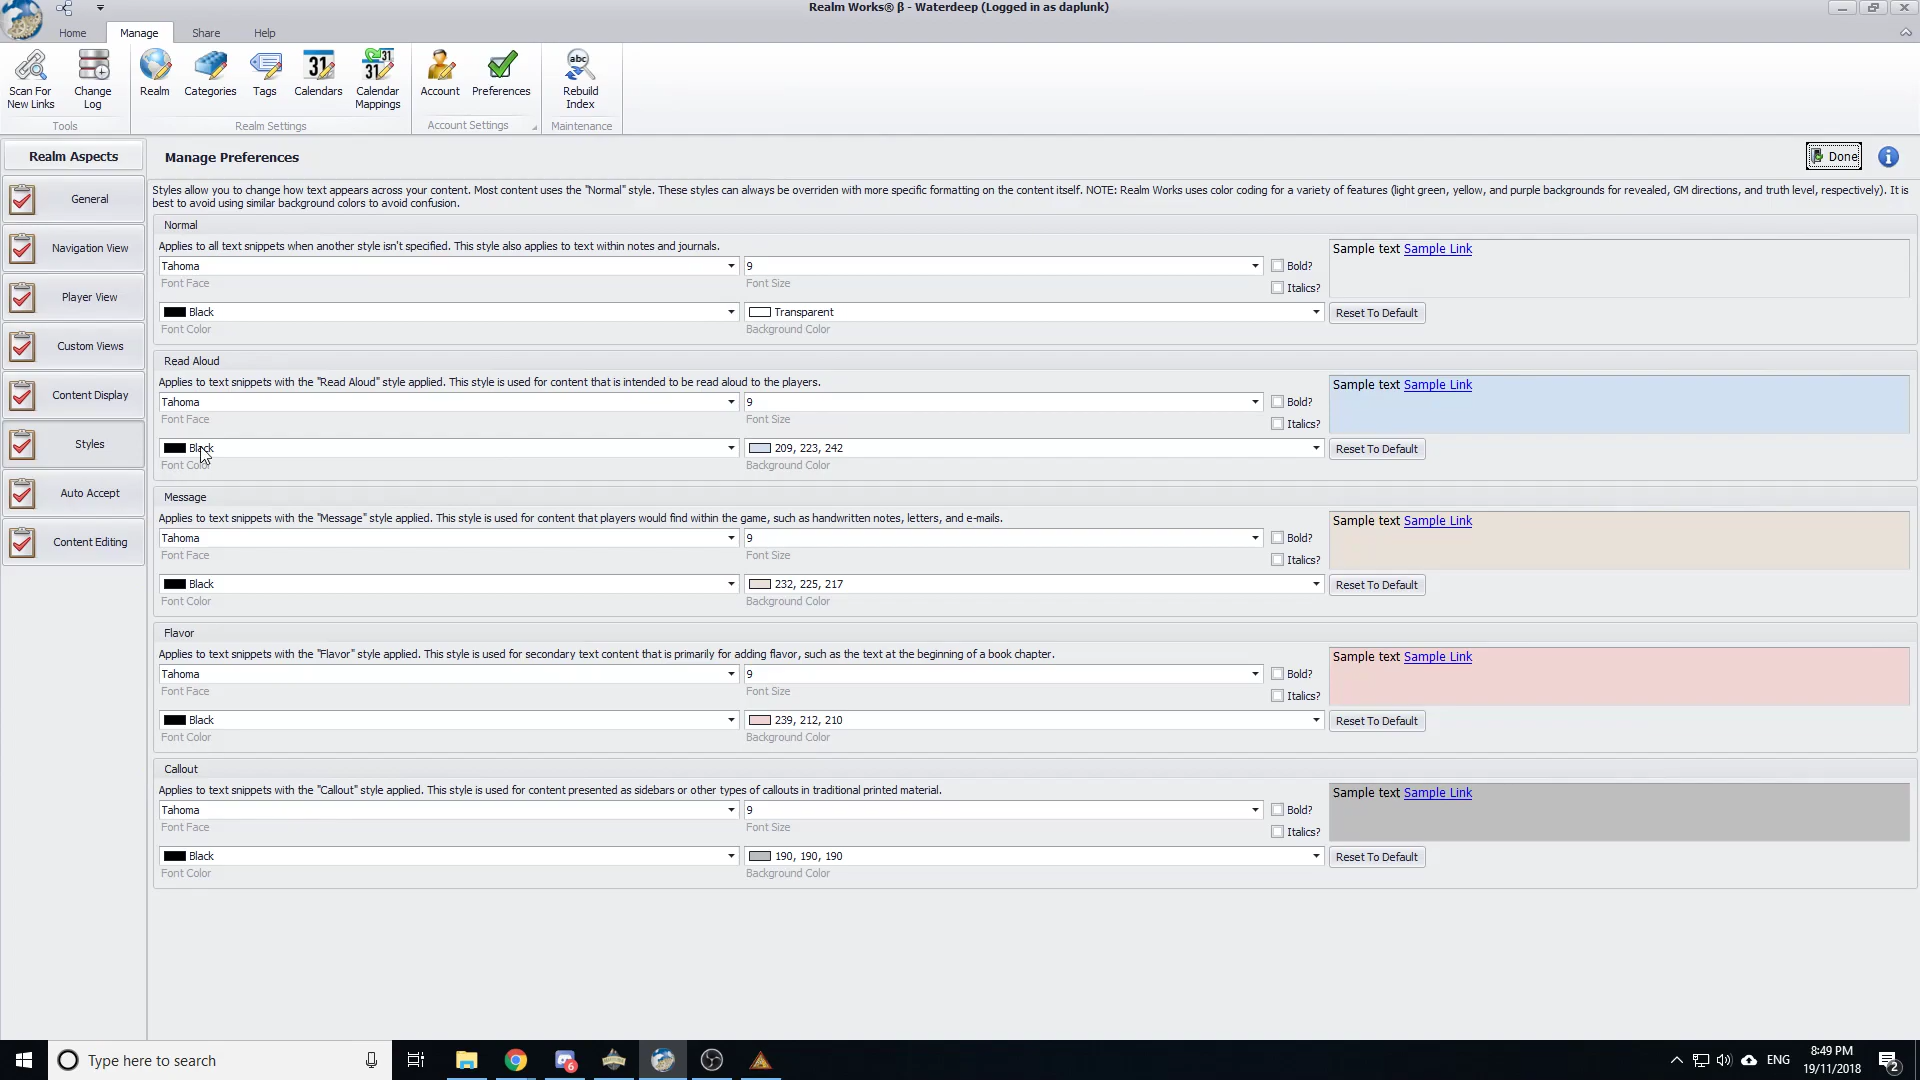 Realm Works® β - Waterdeep (Logged in as daplunk)
Home
Manage
Share
Help
Scan For
New Links
Change
Log
Realm
Categories
Tags
Calendars
Calendar
Mappings
Account
Preferences
Rebuild
Index
Tools
Realm Settings
Account Settings
Maintenance
Realm Aspects
General
Navigation View
Player View
Custom Views
Content Display
Styles
Auto Accept
Content Editing
Manage Preferences
Done
Styles allow you to change how text appears across your content. Most content uses the "Normal" style. These styles can always be overriden with more specific formatting on the content itself. NOTE: Realm Works uses color coding for a variety of features (light green, yellow, and purple backgrounds for revealed, GM directions, and truth level, respectively). It is
best to avoid using similar background colors to avoid confusion.
Normal
Applies to all text snippets when another style isn't specified. This style also applies to text within notes and journals.
Tahoma
9
Bold?
Font Face
Font Size
Italics?
Sample text Sample Link
Black
Transparent
Reset To Default
Font Color
Background Color
Read Aloud
Applies to text snippets with the "Read Aloud" style applied. This style is used for content that is intended to be read aloud to the players.
Tahoma
9
Bold?
Font Face
Font Size
Italics?
Sample text Sample Link
Black
209, 223, 242
Reset To Default
Font Color
Background Color
Message
Applies to text snippets with the "Message" style applied. This style is used for content that players would find within the game, such as handwritten notes, letters, and e-mails.
Tahoma
9
Bold?
Font Face
Font Size
Italics?
Sample text Sample Link
Black
232, 225, 217
Reset To Default
Font Color
Background Color
Flavor
Applies to text snippets with the "Flavor" style applied. This style is used for secondary text content that is primarily for adding flavor, such as the text at the beginning of a book chapter.
Tahoma
9
Bold?
Font Face
Font Size
Italics?
Sample text Sample Link
Black
239, 212, 210
Reset To Default
Font Color
Background Color
Callout
Applies to text snippets with the "Callout" style applied. This style is used for content presented as sidebars or other types of callouts in traditional printed material.
Tahoma
9
Bold?
Font Face
Font Size
Italics?
Sample text Sample Link
Black
190, 190, 190
Reset To Default
Font Color
Background Color
Type here to search
6
ENG
8:49 PM
19/11/2018
2
31
31
31
abc